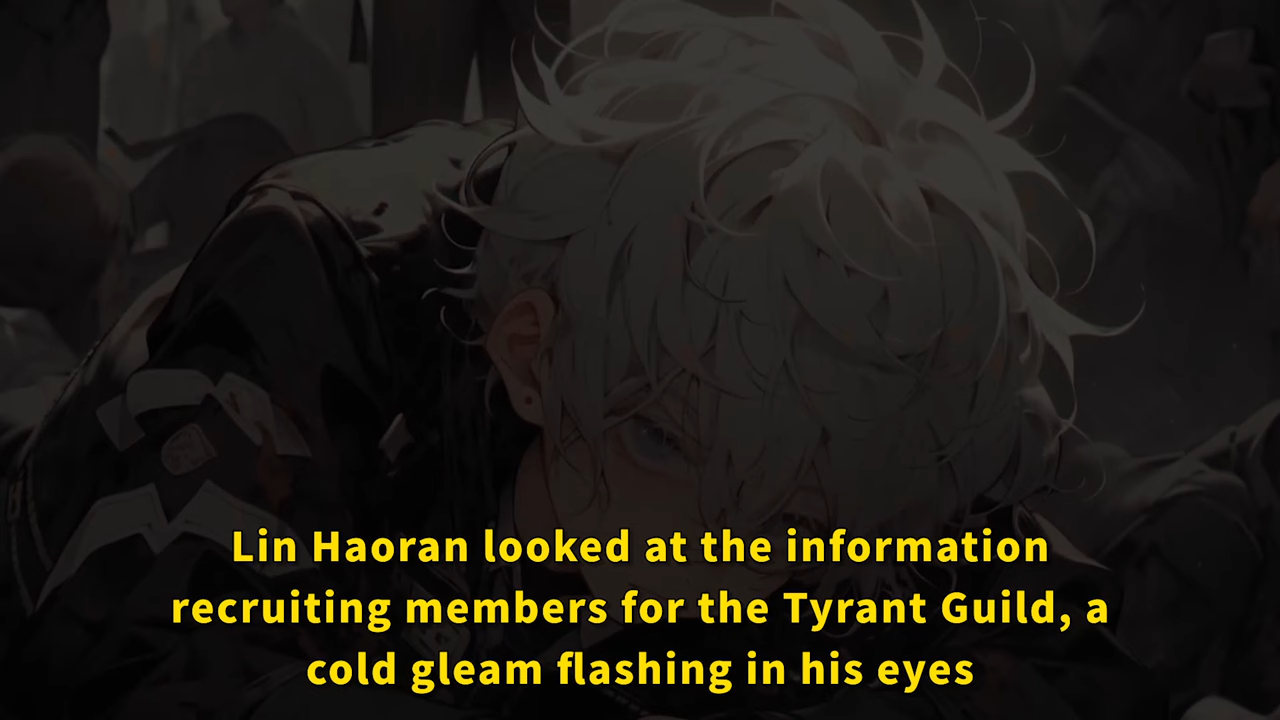 Lin Haoran looked at the information
recruiting members for the Tyrant Guild, a
cold gleam flashing in his eyes